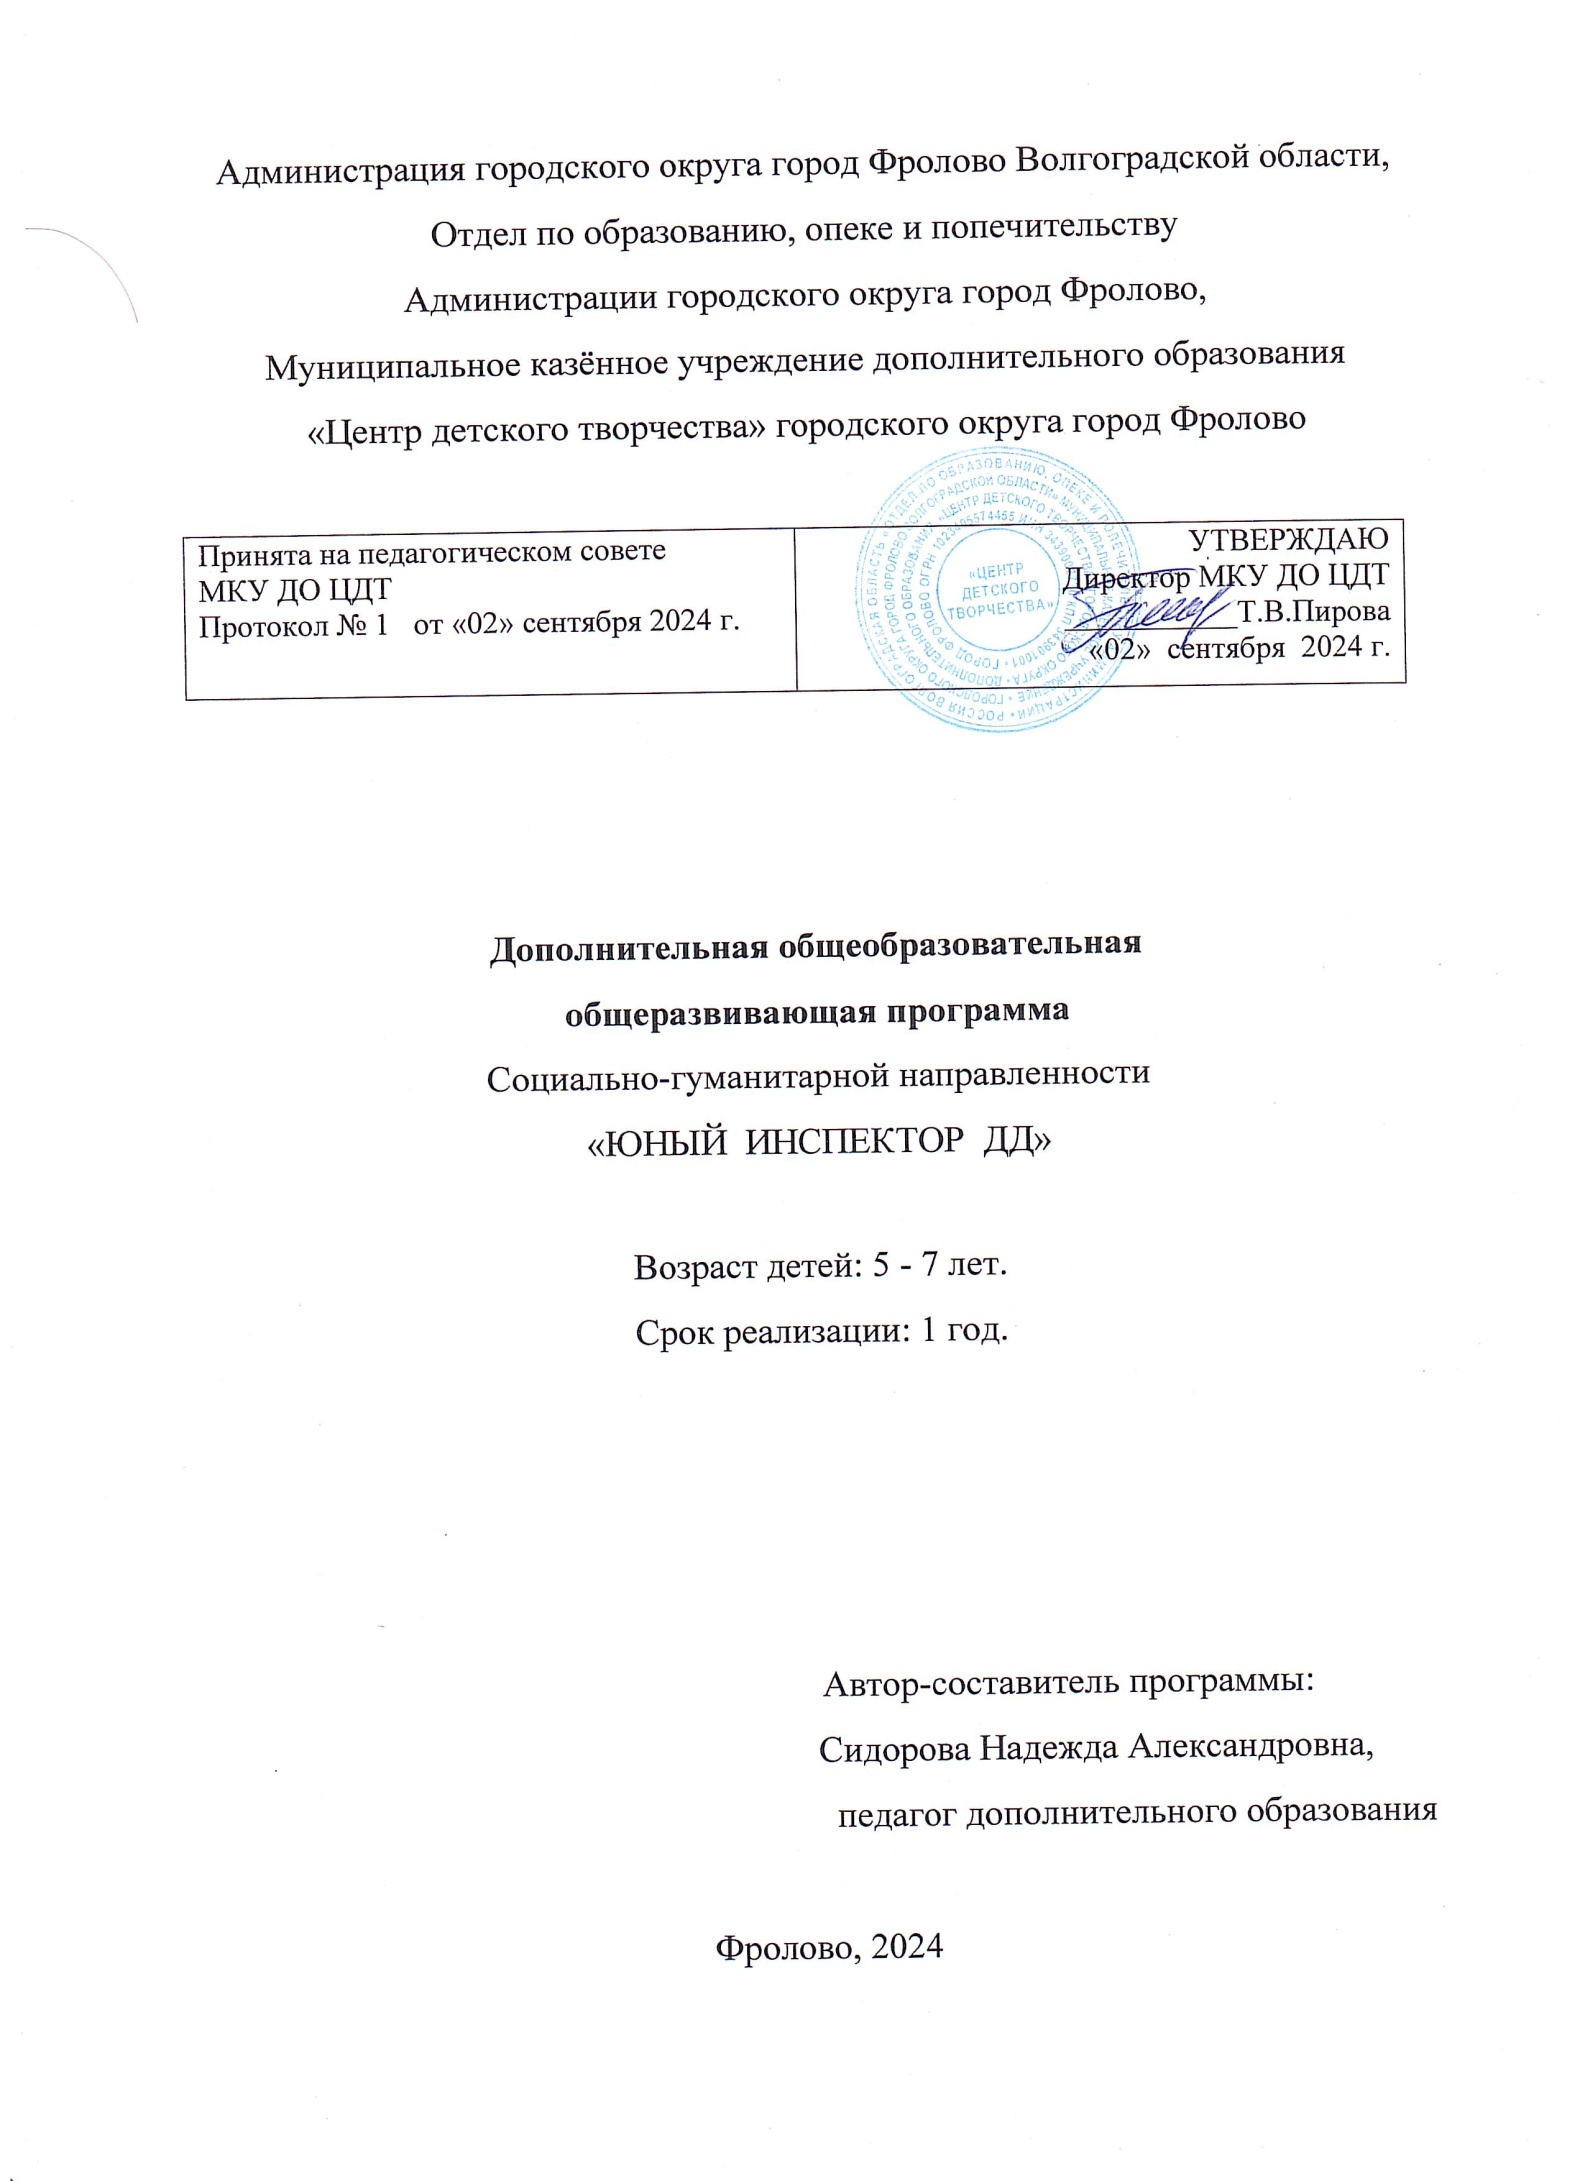 Администрация городского округа город Фролово Волгоградской области,
Отдел по образованию, опеке и попечительству
Администрации городского округа город Фролово,
Муниципальное казённое учреждение дополнительного образования
«Центр детского творчества» городского округа город Фролово
Принята на педагогическом совете
МКУ ДО ЦДТ
Протокол № 1 от «02» сентября 2024 г.
УТВЕРЖДАЮ
Директор МКУ ДО ЦДТ
Т.В.Пирова
«02» сентября 2024 г.
«ЦЕНТР
ДЕТСКОГО
ТВОРЧЕСТВА»
Дополнительная общеобразовательная
общеразвивающая программа
Социально-гуманитарной направленности
«ЮНЫЙ ИНСПЕКТОР ДД»
Возраст детей: 5 - 7 лет.
Срок реализации: 1 год.
Автор-составитель программы:
Сидорова Надежда Александровна,
педагог дополнительного образования
Фролово, 2024